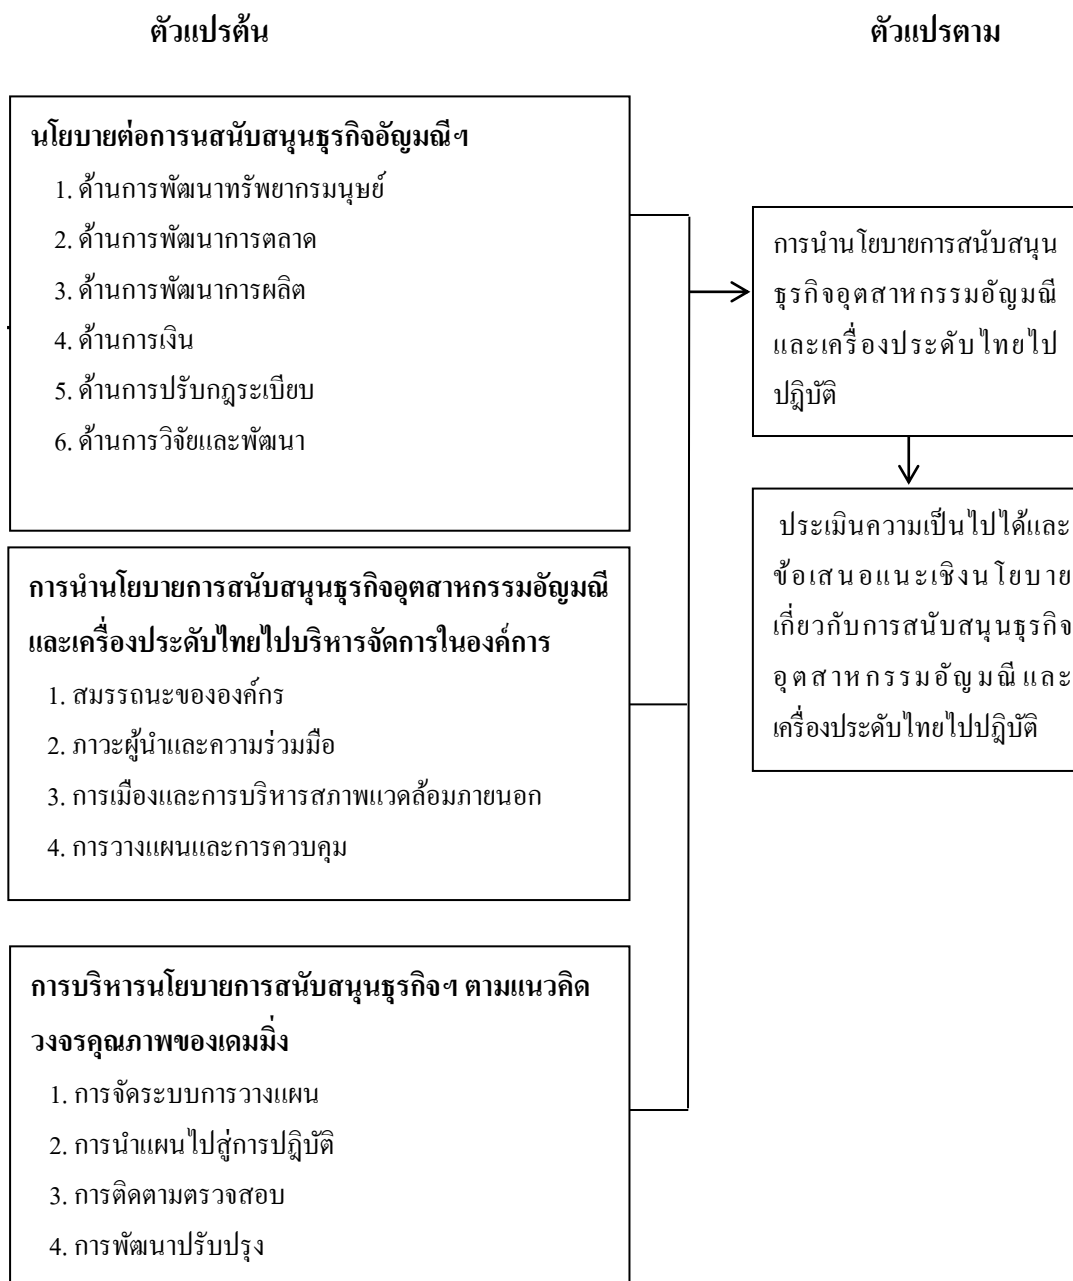 ตัวแปรต้น
ตัวแปรตาม
นโยบายต่อการนสนับสนุนธุรกิจอัญมณีฯ
1. ด้านการพัฒนาทรัพยากรมนุษย์
2. ด้านการพัฒนาการตลาด
3. ด้านการพัฒนาการผลิต
4. ด้านการเงิน
5. ด้านการปรับกฎระเบียบ
6. ด้านการวิจัยและพัฒนา
การนำนโยบายการสนับสนุนธุรกิจอุตสาหกรรมอัญมณี
และเครื่องประดับไทยไปบริหารจัดการในองค์การ
1. สมรรถนะขององค์กร
2. ภาวะผู้นำและความร่วมมือ
3. การเมืองและการบริหารสภาพแวดล้อมภายนอก
4. การวางแผนและการควบคุม
การบริหารนโยบายการสนับสนุนธุรกิจฯ ตามแนวคิด
วงจรคุณภาพของเดมมิ่ง
1. การจัดระบบการวางแผน
2. การนำแผนไปสู่การปฎิบัติ
3. การติดตามตรวจสอบ
4. การพัฒนาปรับปรุง
การนำนโยบายการสนับสนุน
ธุรกิจอุตสาหกรรมอัญมณี
และเครื่องประดับไทยไป
ปฎิบัติ
ประเมินความเป็นไปได้และ
ข้อเสนอแนะเชิงนโยบาย
เกี่ยวกับการสนับสนุนธุรกิจ
อุตสาหกรรมอัญมณีและ
เครื่องประดับไทยไปปฎิบัติ